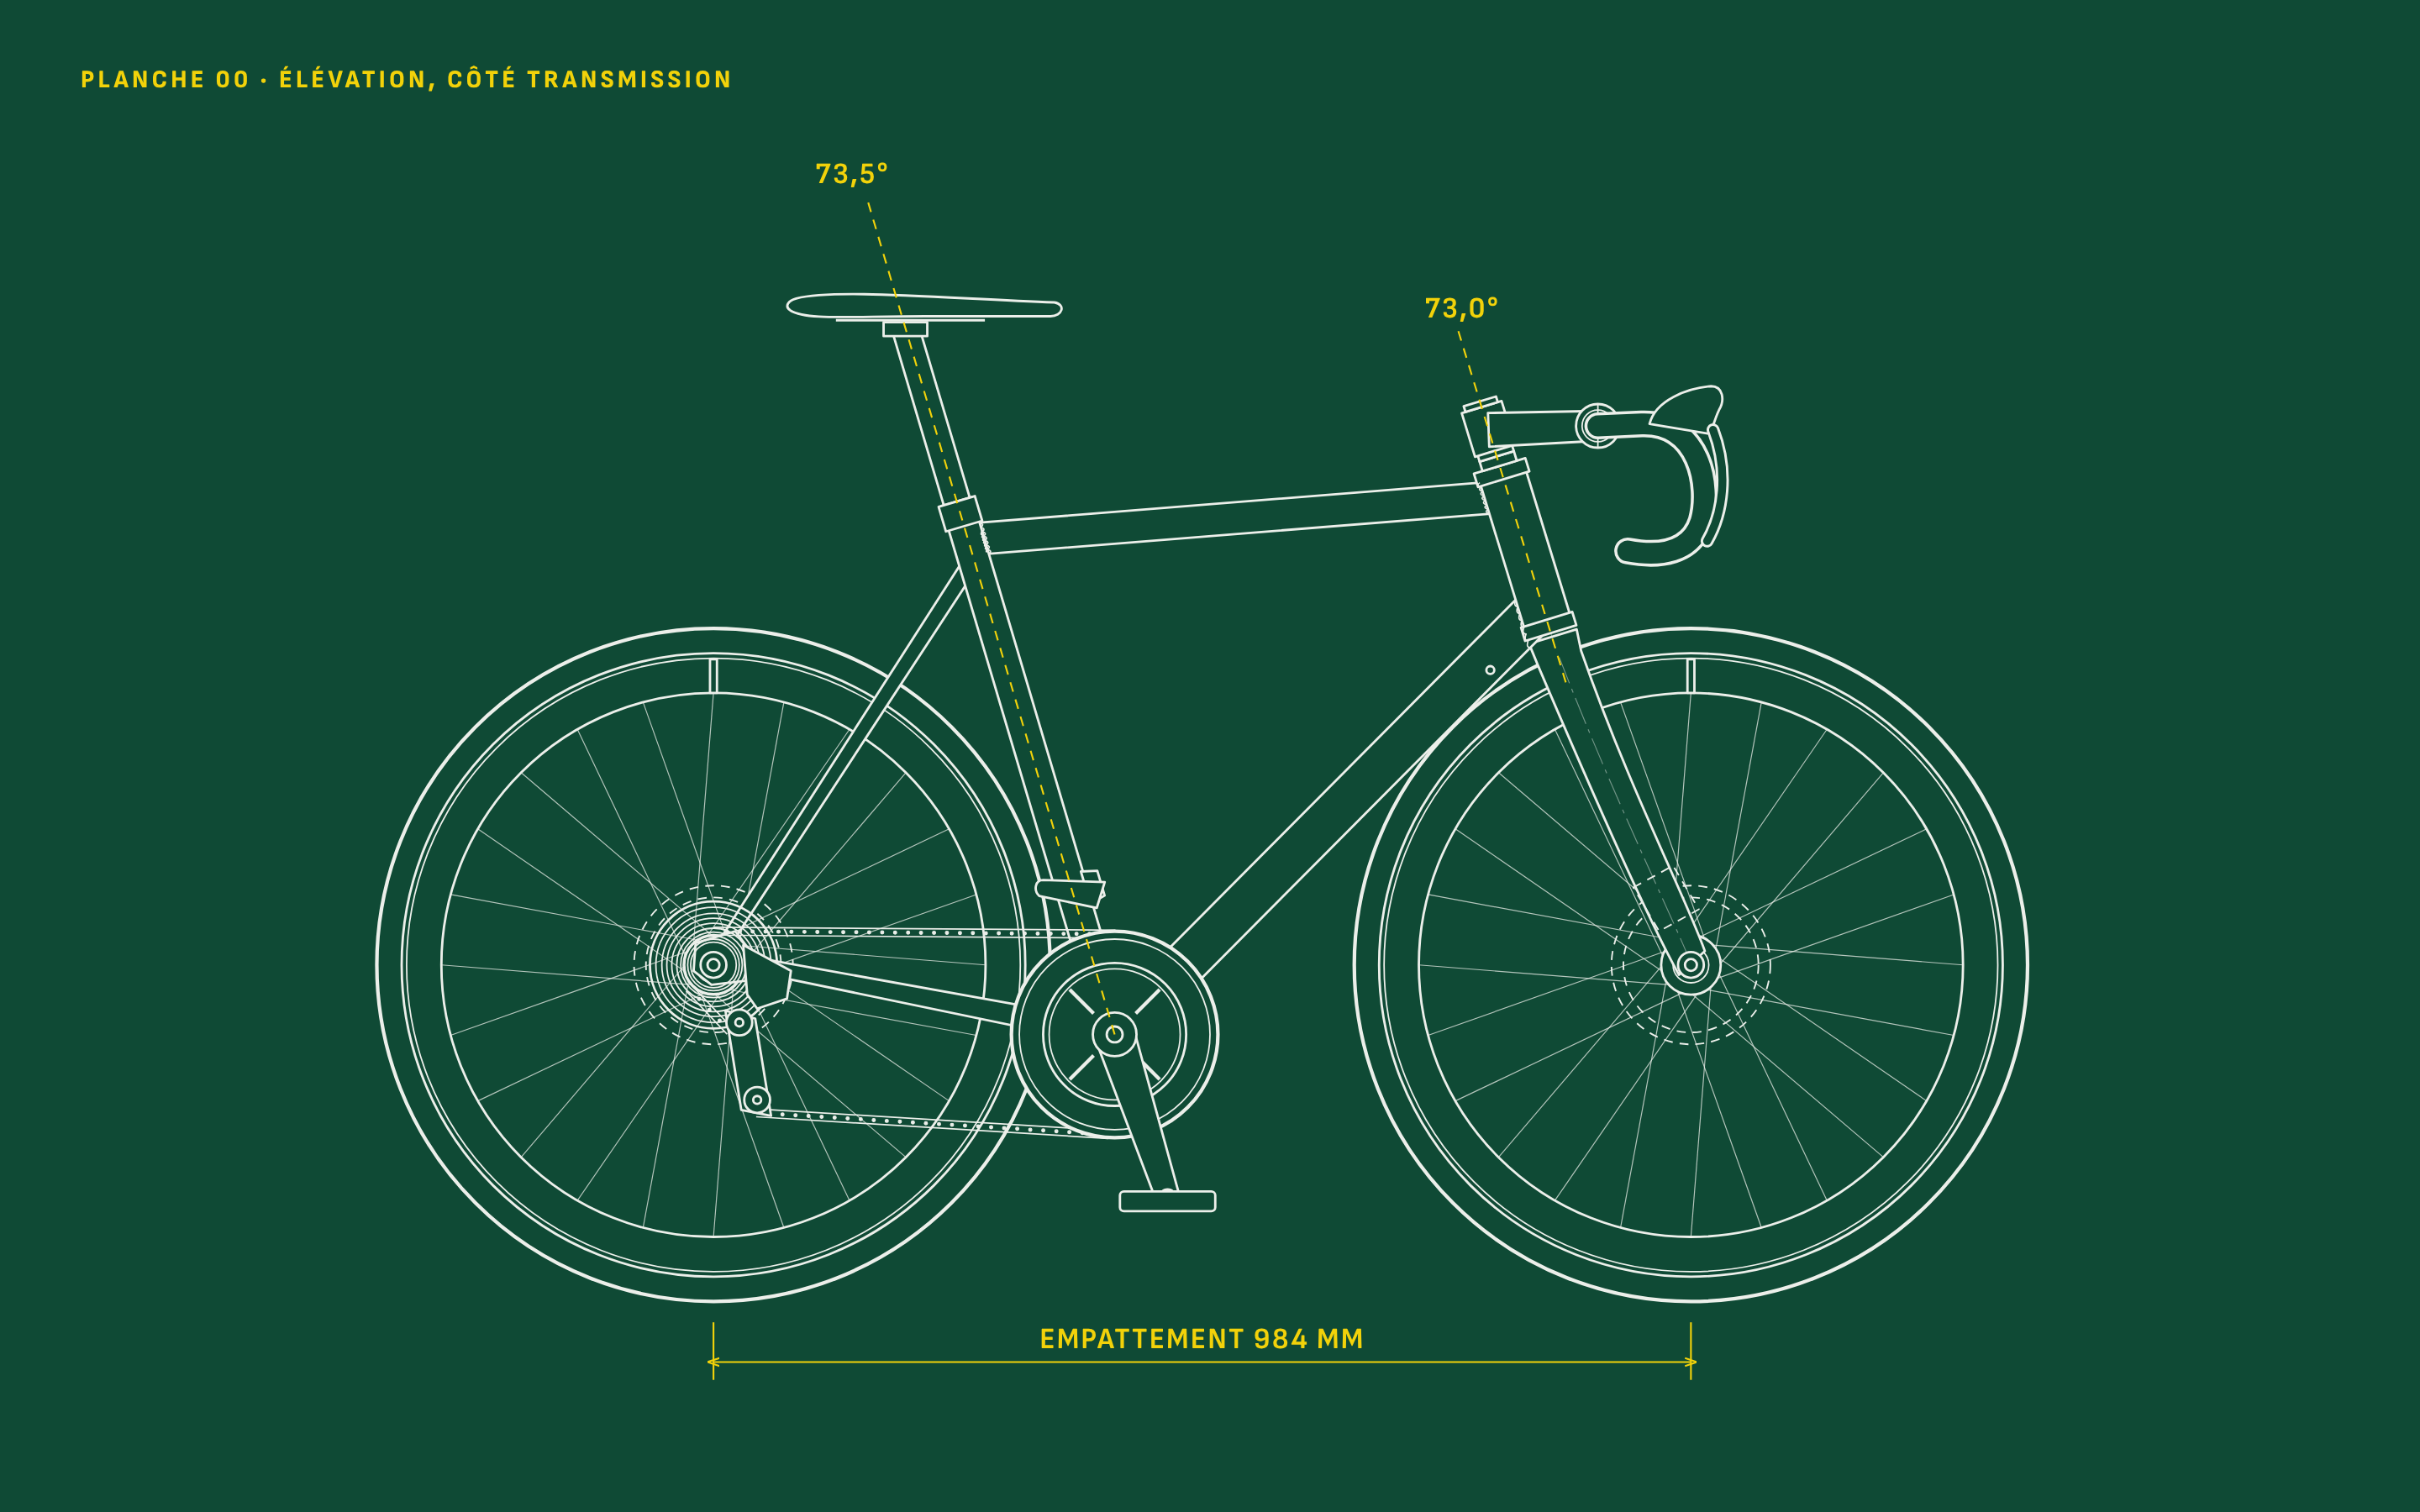 PLANCHE 00 · ÉLÉVATION, CÔTÉ TRANSMISSION
73,5°
73,0°
EMPATTEMENT 984 MM